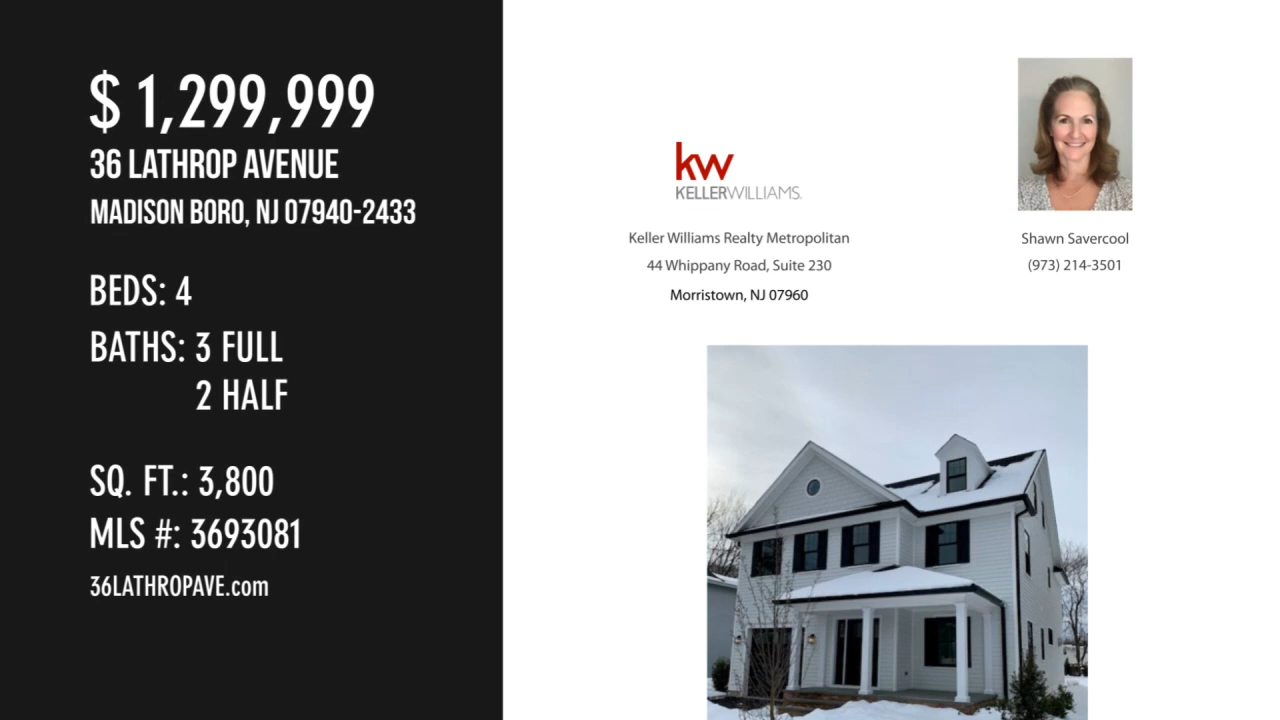 $ 1,299,999
36 LATHROP AVENUE
MADISON BORO, NJ 07940-2433
BEDS: 4
BATHS: 3 FULL
2 HALF
SQ. FT.: 3,800
MLS #: 3693081
36LATHROPAVE.com
kw
KELLERWILLIAMS.
Keller Williams Realty Metropolitan
44 Whippany Road, Suite 230
Morristown, NJ 07960
Shawn Savercool
(973) 214-3501